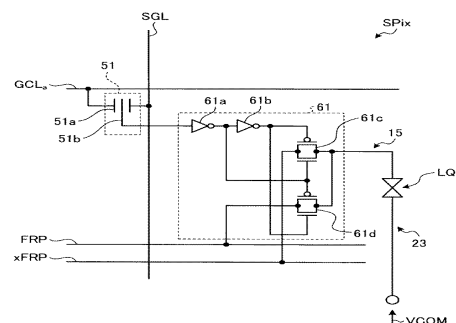 SGL
SPix
51
GCLa
61a
61b
61
51a
61c
51b
15
LQ
61d
FRP
23
xFRP
VCOM